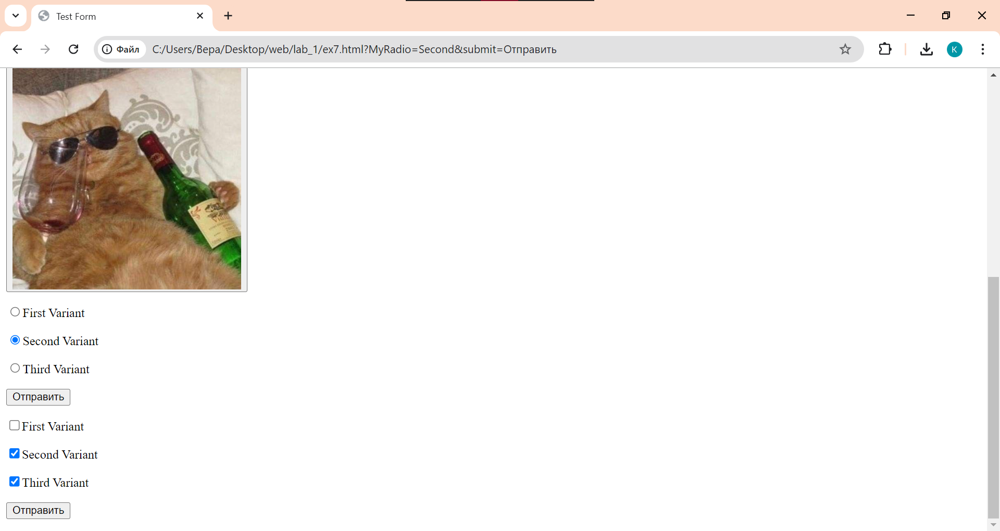 Test Form
Файл
C:/Users/Вера/Desktop/web/lab_1/ex7.html?MyRadio=Second&submit=Отправить
K
First Variant
Second Variant
Third Variant
Отправить
First Variant
Second Variant
Third Variant
Отправить